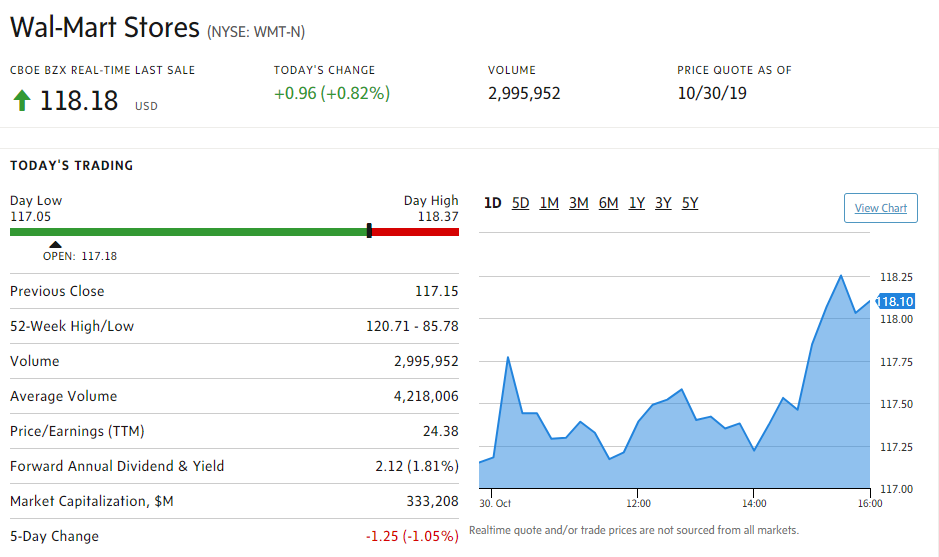 Wal-Mart Stores (NYSE: WMT-N)
CBOE BZX REAL-TIME LAST SALE
118.18 USD
TODAY'S CHANGE
+0.96 (+0.82%)
VOLUME
2,995,952
PRICE QUOTE AS OF
10/30/19
TODAY'S TRADING
Day Low
117.05
Day High
118.37
OPEN: 117.18
Previous Close 117.15
52-Week High/Low 120.71 - 85.78
Volume 2,995,952
Average Volume 4,218,006
Price/Earnings (TTM) 24.38
Forward Annual Dividend & Yield 2.12 (1.81%)
Market Capitalization, $M 333,208
5-Day Change -1.25 (-1.05%)
1D 5D 1M 3M 6M 1Y 3Y 5Y
View Chart
118.25
118.10
118.00
117.75
117.50
117.25
117.00
30. Oct 12:00 14:00 16:00
Realtime quote and/or trade prices are not sourced from all markets.